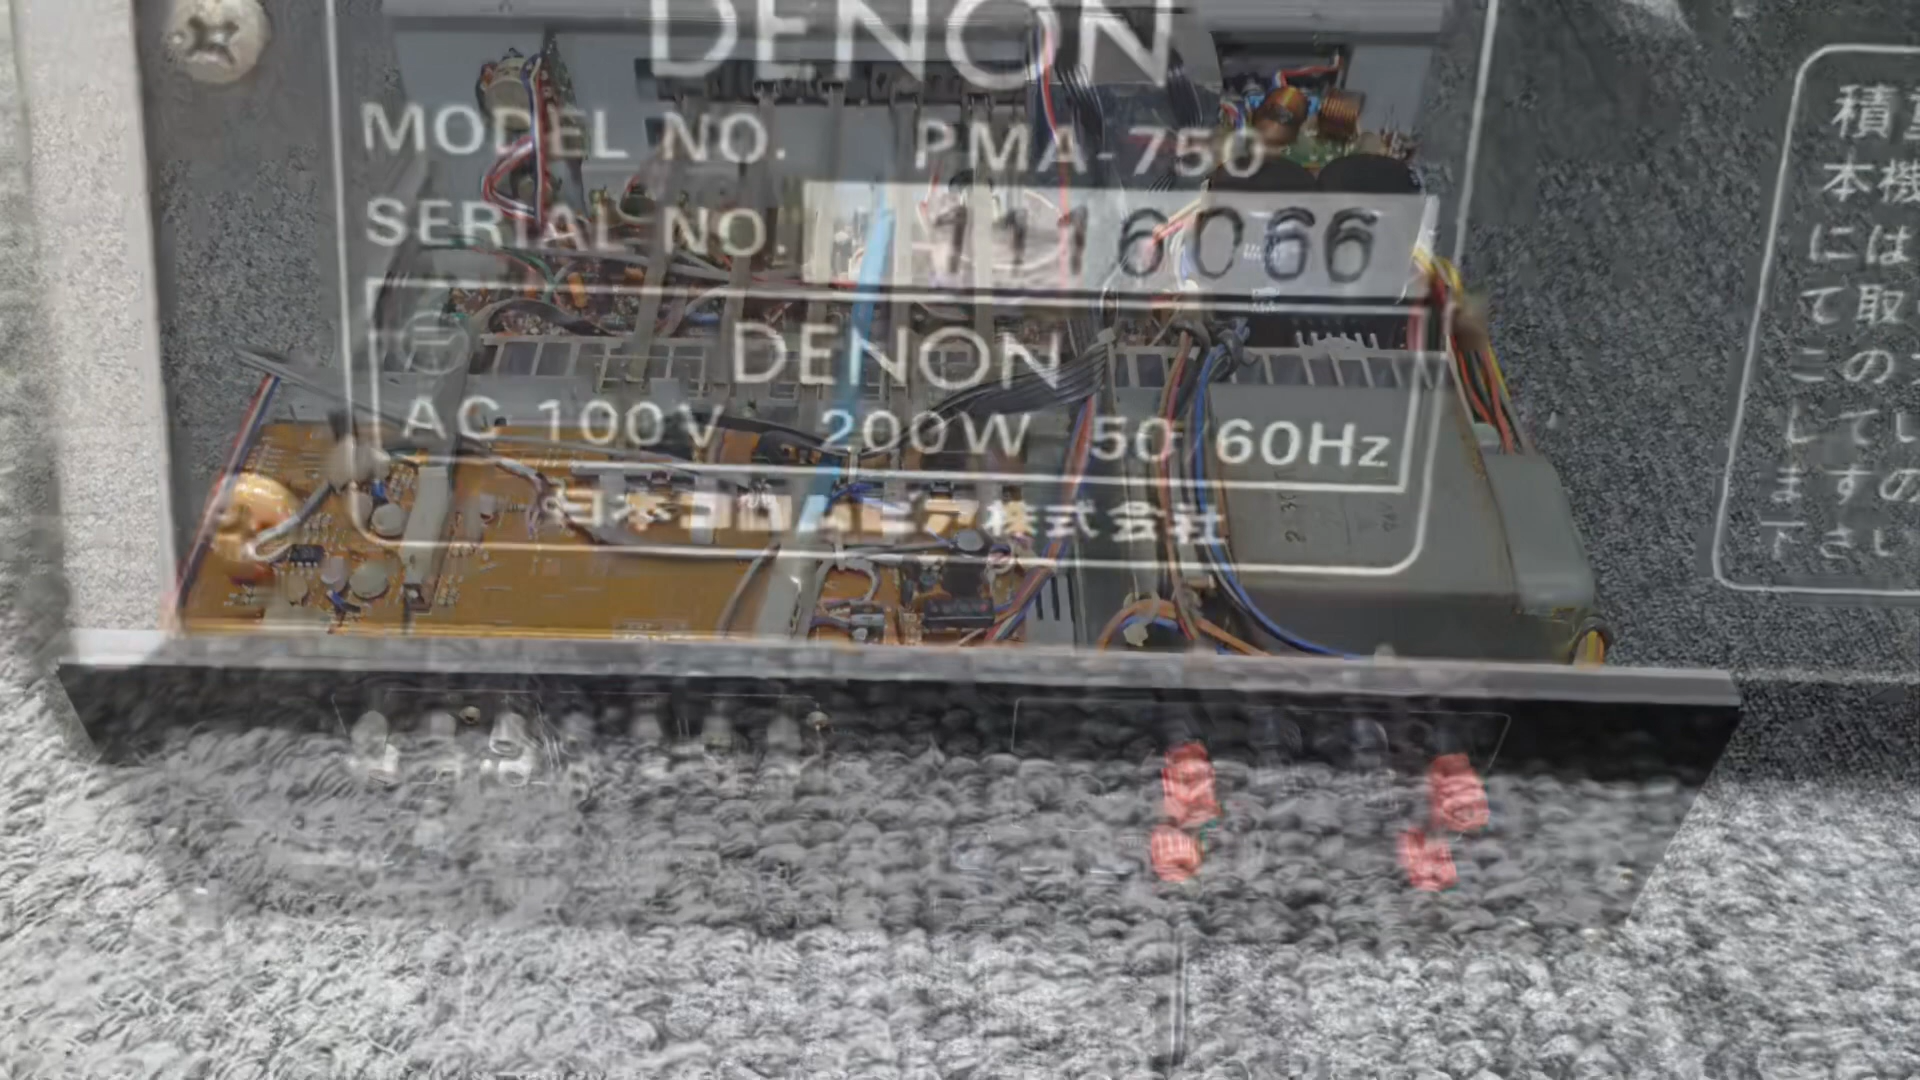 DENON
MODEL NO. PMA-750
SERIAL NO. 1116066
DENON
AC 100V 200W 50 60Hz
日本コロムビア株式会社
積
本機
には
て取
この
してい
ますの
下さい